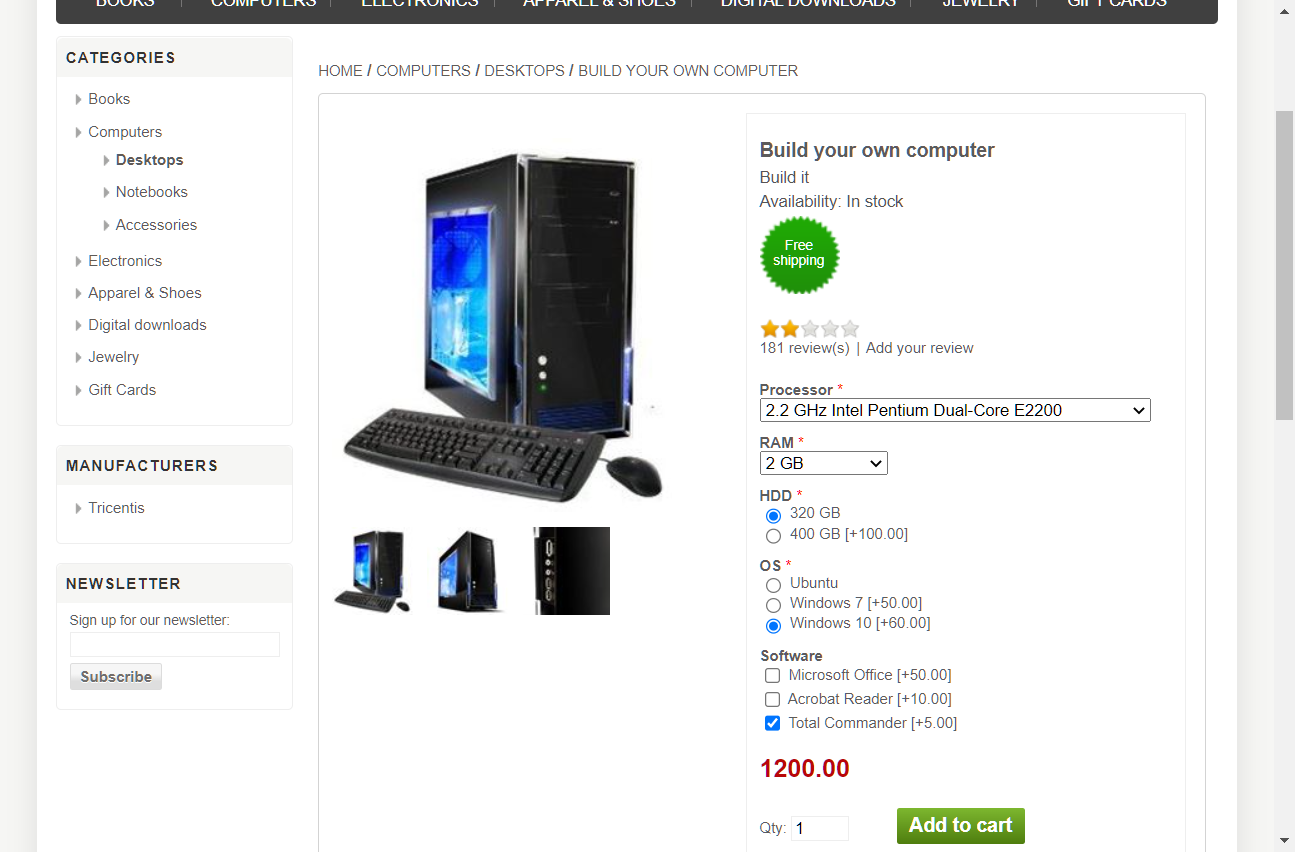 BOOKS COMPUTERS ELECTRONICS APPAREL & SHOES DIGITAL DOWNLOADS JEWELRY GIFT CARDS
CATEGORIES
Books
Computers
Desktops
Notebooks
Accessories
Electronics
Apparel & Shoes
Digital downloads
Jewelry
Gift Cards
MANUFACTURERS
Tricentis
NEWSLETTER
Sign up for our newsletter:
Subscribe
HOME / COMPUTERS / DESKTOPS / BUILD YOUR OWN COMPUTER
Build your own computer
Build it
Availability: In stock
Free
shipping
181 review(s) | Add your review
Processor *
2.2 GHz Intel Pentium Dual-Core E2200
RAM *
2 GB
HDD *
320 GB
400 GB [+100.00]
OS *
Ubuntu
Windows 7 [+50.00]
Windows 10 [+60.00]
Software
Microsoft Office [+50.00]
Acrobat Reader [+10.00]
Total Commander [+5.00]
1200.00
Qty: 1 Add to cart